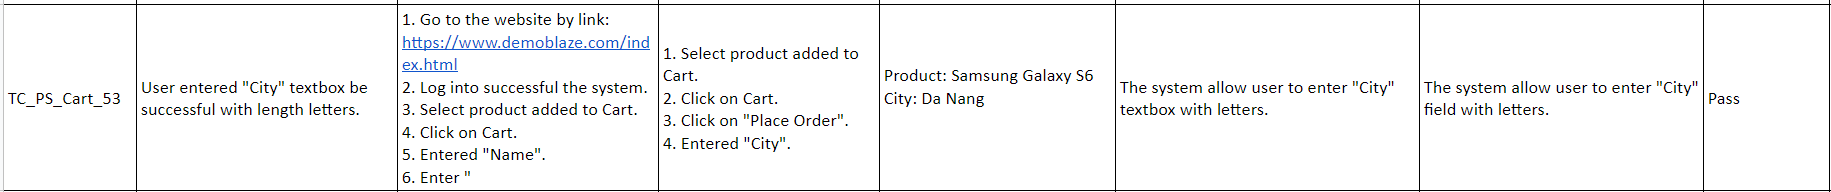 TC_PS_Cart_53
User entered "City" textbox be
successful with length letters.
1. Go to the website by link:
https://www.demoblaze.com/ind
ex.html
2. Log into successful the system.
3. Select product added to Cart.
4. Click on Cart.
5. Entered "Name".
6. Enter "
1. Select product added to
Cart.
2. Click on Cart.
3. Click on "Place Order".
4. Entered "City".
Product: Samsung Galaxy S6
City: Da Nang
The system allow user to enter "City"
textbox with letters.
The system allow user to enter "City"
field with letters.
Pass